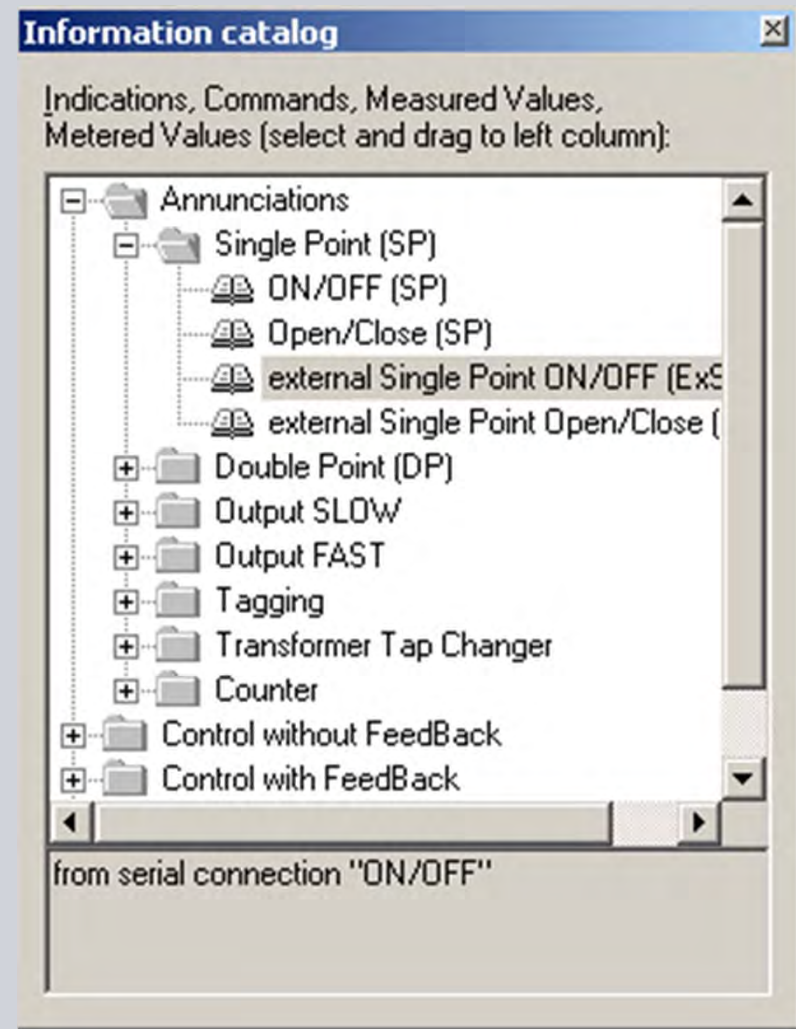 Information catalog
Indications, Commands, Measured Values,
Metered Values (select and drag to left column):
Annunciations
Single Point (SP)
ON/OFF (SP)
Open/Close (SP)
external Single Point ON/OFF (ExS
external Single Point Open/Close (
Double Point (DP)
Output SLOW
Output FAST
Tagging
Transformer Tap Changer
Counter
Control without FeedBack
Control with FeedBack
from serial connection "ON/OFF"